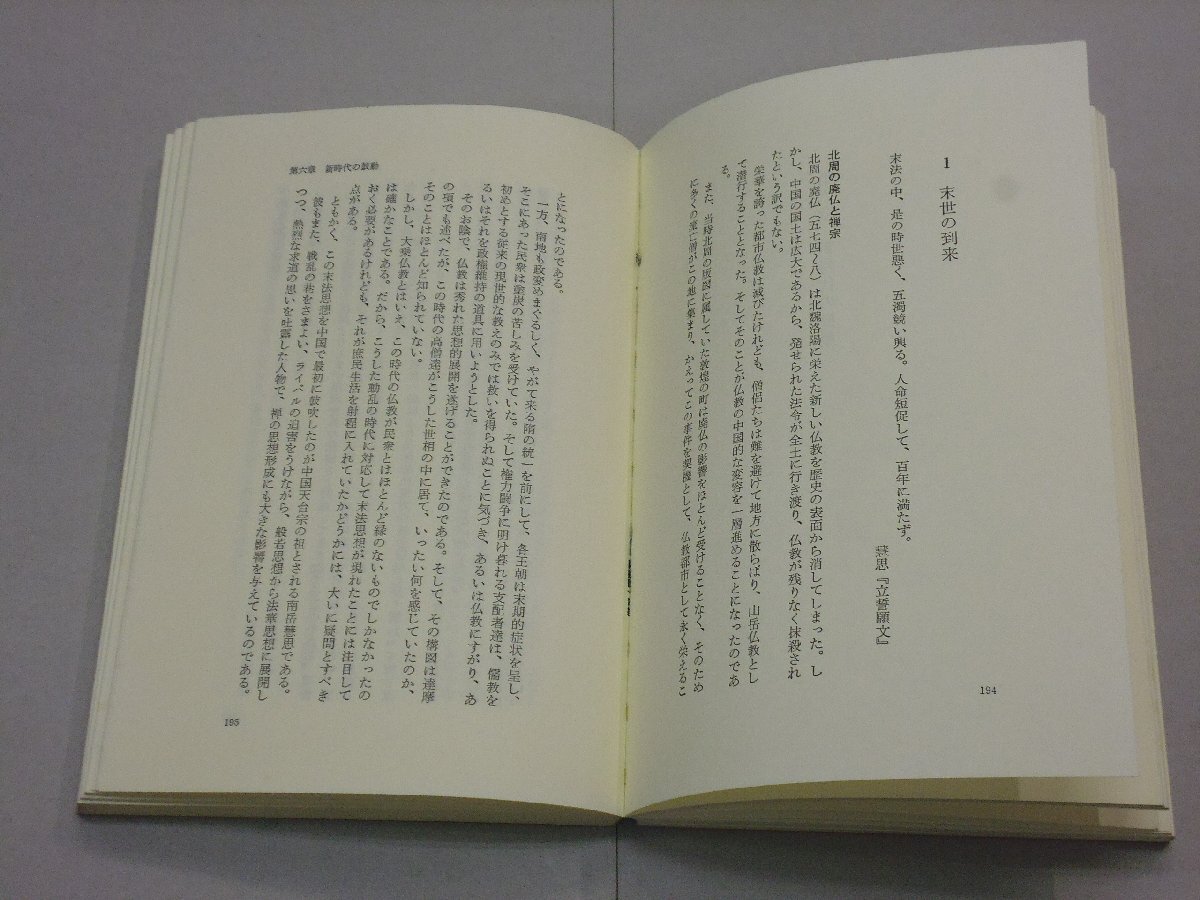 1 末世の到来
末法の中、是の時世悪く、五濁競い興る。人命短促して、百年に満たず。
慧思『立誓願文』
北周の廃仏と禅宗
北周の廃仏（五七四～八）は北魏洛陽に栄えた新しい仏教を歴史の表面から消してしまった。し
かし、中国の国土は広大であるから、発せられた法令が全土に行き渡り、仏教が残りなく抹殺され
たという訳でもない。
栄華を誇った都市仏教は滅びたけれども、僧侶たちは難を避けて地方に散らばり、山岳仏教とし
て潜行することとなった。そしてそのことが仏教の中国的な変容を一層進めることになったのであ
る。
また、当時北周の版図に属していた敦煌の町は廃仏の影響をほとんど受けることなく、そのため
に多くの亡僧がこの地に集まり、かえってこの事件を契機として、仏教都市として永く栄えるこ
194
第六章 新時代の鼓動
とになったのである。
一方、南地も政変めまぐるしく、やがて来る隋の統一を前にして、各王朝は末期的症状を呈し、
そこにあった民衆は塗炭の苦しみを受けていた。そして権力闘争に明け暮れる支配者達は、儒教を
初めとする従来の現世的な教えのみでは救いを得られぬことに気づき、あるいは仏教にすがり、あ
るいはそれを政権維持の道具に用いようとした。
そのお陰で、仏教は秀れた思想的展開を遂げることができたのである。そして、その構図は達摩
の項でも述べたが、この時代の高僧達がこうした世相の中に居て、いったい何を感じていたのか、
そのことはほとんど知られていない。
しかし、大乗仏教とはいえ、この時代の仏教が民衆とはほとんど縁のないものでしかなかったの
は確かなことである。だから、こうした動乱の時代に対応して末法思想が現れたことには注目して
おく必要があるけれども、それが庶民生活を射程に入れていたかどうかには、大いに疑問とすべき
点がある。
ともかく、この末法思想を中国で最初に鼓吹したのが中国天台宗の祖とされる南岳慧思である。
彼もまた、戦乱の巷をさまよい、ライバルの迫害をうけながら、般若思想から法華思想に展開し
つつ、熱烈な求道の思いを吐露した人物で、禅の思想形成にも大きな影響を与えているのである。
195